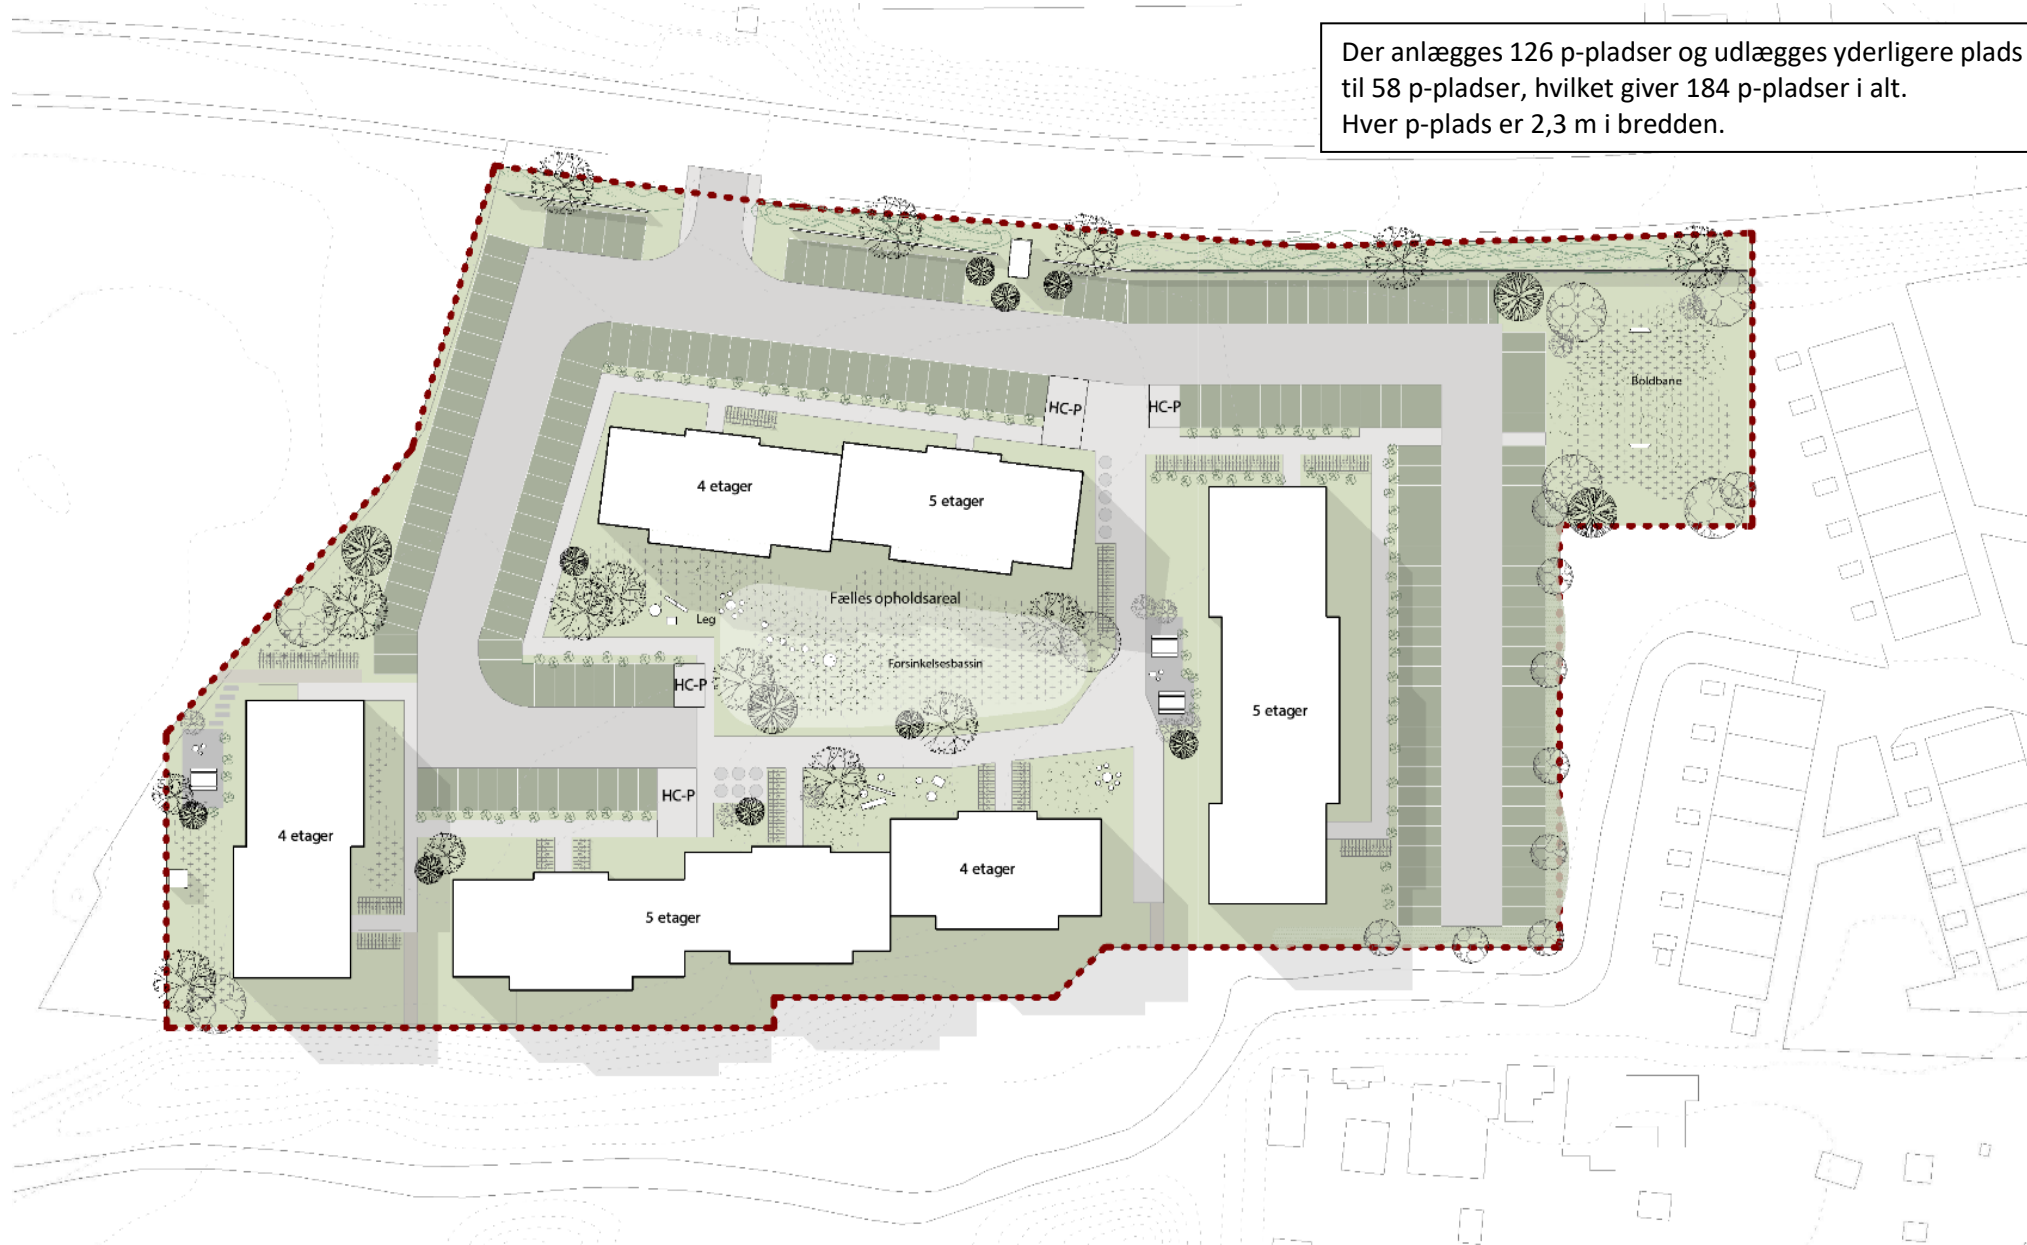 Der anlægges 126 p-pladser og udlægges yderligere plads
til 58 p-pladser, hvilket giver 184 p-pladser i alt.
Hver p-plads er 2,3 m i bredden.
Boldbane
HC-P
HC-P
4 etager
5 etager
Fælles opholdsareal
Leg
Forsinkelsesbassin
HC-P
5 etager
HC-P
4 etager
4 etager
5 etager